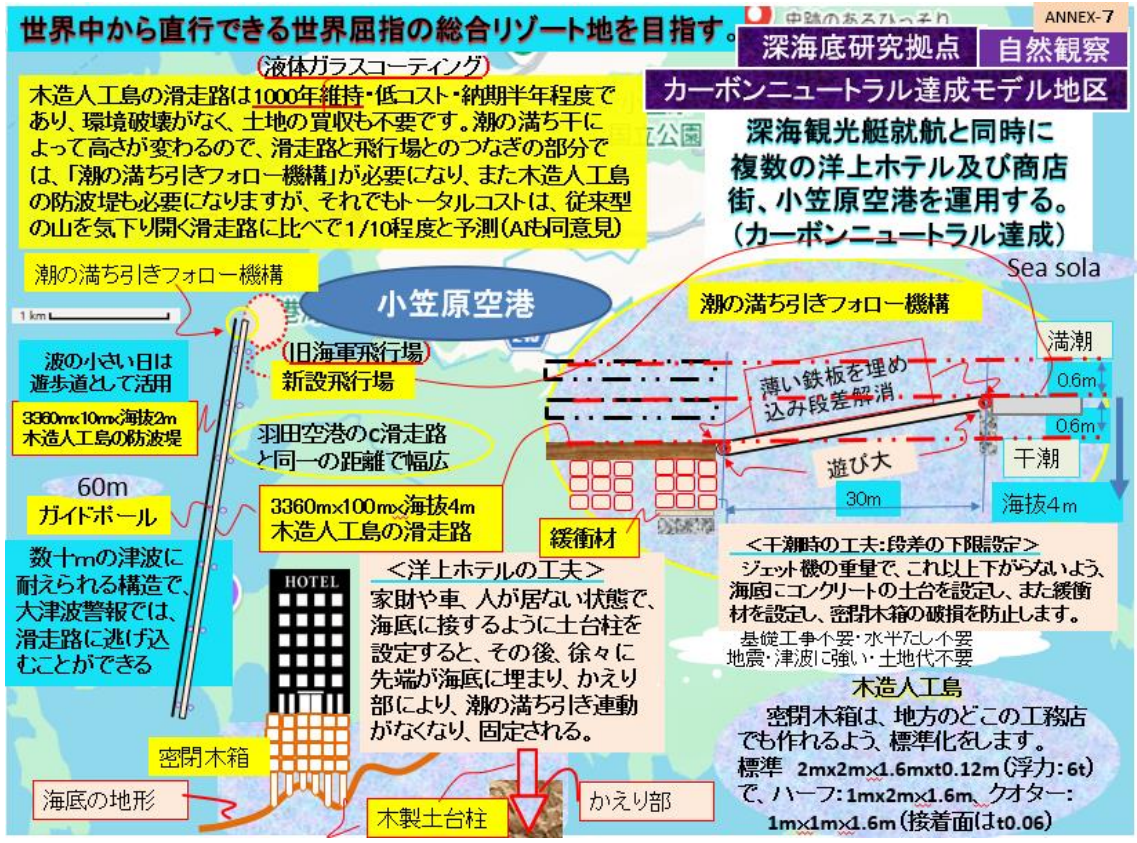 世界中から直行できる世界屈指の総合リゾート地を目指す。
史跡のあるひっそり
ANNEX-7
深海底研究拠点
自然観察
カーボンニュートラル達成モデル地区
(液体ガラスコーティング)
木造人工島の滑走路は1000年維持・低コスト・納期半年程度で
あり、環境破壊がなく、土地の買収も不要です。潮の満ち干に
よって高さが変わるので、滑走路と飛行場とのつなぎの部分で
は、「潮の満ち引きフォロー機構」が必要になり、また木造人工島
の防波堤も必要になりますが、それでもトータルコストは、従来型
の山を気下り開く滑走路に比べで1/10程度と予測(AIも同意見)
立公園
深海観光艇就航と同時に
複数の洋上ホテル及び商店
街、小笠原空港を運用する。
(カーボンニュートラル達成)
Sea sola
潮の満ち引きフォロー機構
1 km
小笠原空港
港
(旧海軍飛行場)
新設飛行場
波の小さい日は
遊歩道として活用
3360mx10mx海抜2m
木造人工島の防波堤
羽田空港のC滑走路
と同一の距離で幅広
60m
ガイドポール
3360mx100mx海抜4m
木造人工島の滑走路
数十mの津波に
耐えられる構造で、
大津波警報では、
滑走路に逃げ込
むことができる
潮の満ち引きフォロー機構
満潮
薄い鉄板を埋め
込み段差解消
0.6m
0.6m
遊び大
干潮
30m
海抜4m
緩衝材
<干潮時の工夫:段差の下限設定>
ジェット機の重量で、これ以上下がらないよう、
海底にコンクリートの土台を設定し、また緩衝
材を設定し、密閉木箱の破損を防止します。
基礎工事不要・水平だし不要
地震・津波に強い・土地代不要
HOTEL
<洋上ホテルの工夫>
家財や車、人が居ない状態で、
海底に接するように土台柱を
設定すると、その後、徐々に
先端が海底に埋まり、かえり
部により、潮の満ち引き連動
がなくなり、固定される。
密閉木箱
海底の地形
木製土台柱
かえり部
木造人工島
密閉木箱は、地方のどこの工務店
でも作れるよう、標準化をします。
標準 2mx2mx1.6mxt0.12m(浮力:6t)
で、ハーフ:1mx2mx1.6m、クオター:
1mx1mx1.6m(接着面はt0.06)